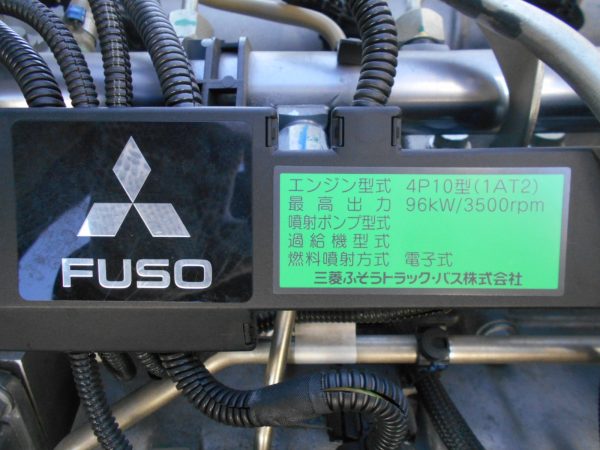 FUSO
エンジン型式 4P10型(1AT2)
最高出力 96kW/3500rpm
噴射ポンプ型式
過給機型式
燃料噴射方式 電子式
三菱ふそうトラック・バス株式会社